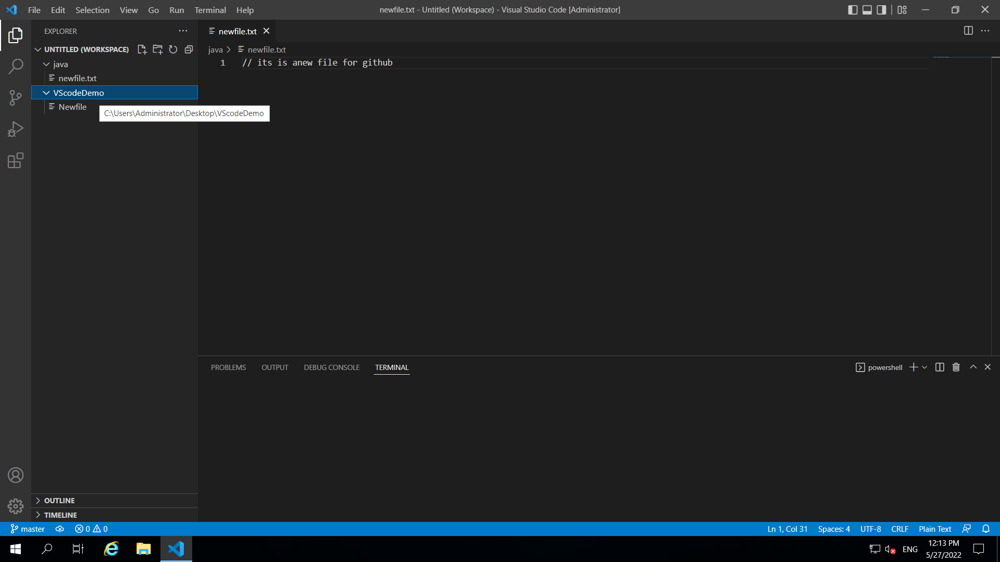 File Edit Selection View Go Run Terminal Help
newfile.txt - Untitled (Workspace) - Visual Studio Code [Administrator]
EXPLORER
newfile.txt
UNTITLED (WORKSPACE)
java
newfile.txt
VScodeDemo
Newfile
C:\Users\Administrator\Desktop\VScodeDemo
java > newfile.txt
1 // its is anew file for github
PROBLEMS OUTPUT DEBUG CONSOLE TERMINAL
powershell
OUTLINE
TIMELINE
master 0 0
Ln 1, Col 31 Spaces: 4 UTF-8 CRLF Plain Text
ENG
12:13 PM
5/27/2022